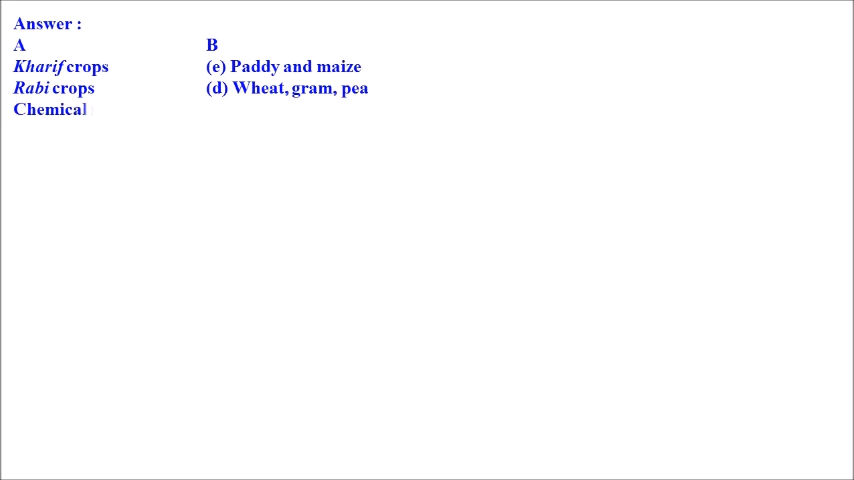 Answer :
A B
Kharif crops (e) Paddy and maize
Rabi crops (d) Wheat, gram, pea
Chemical